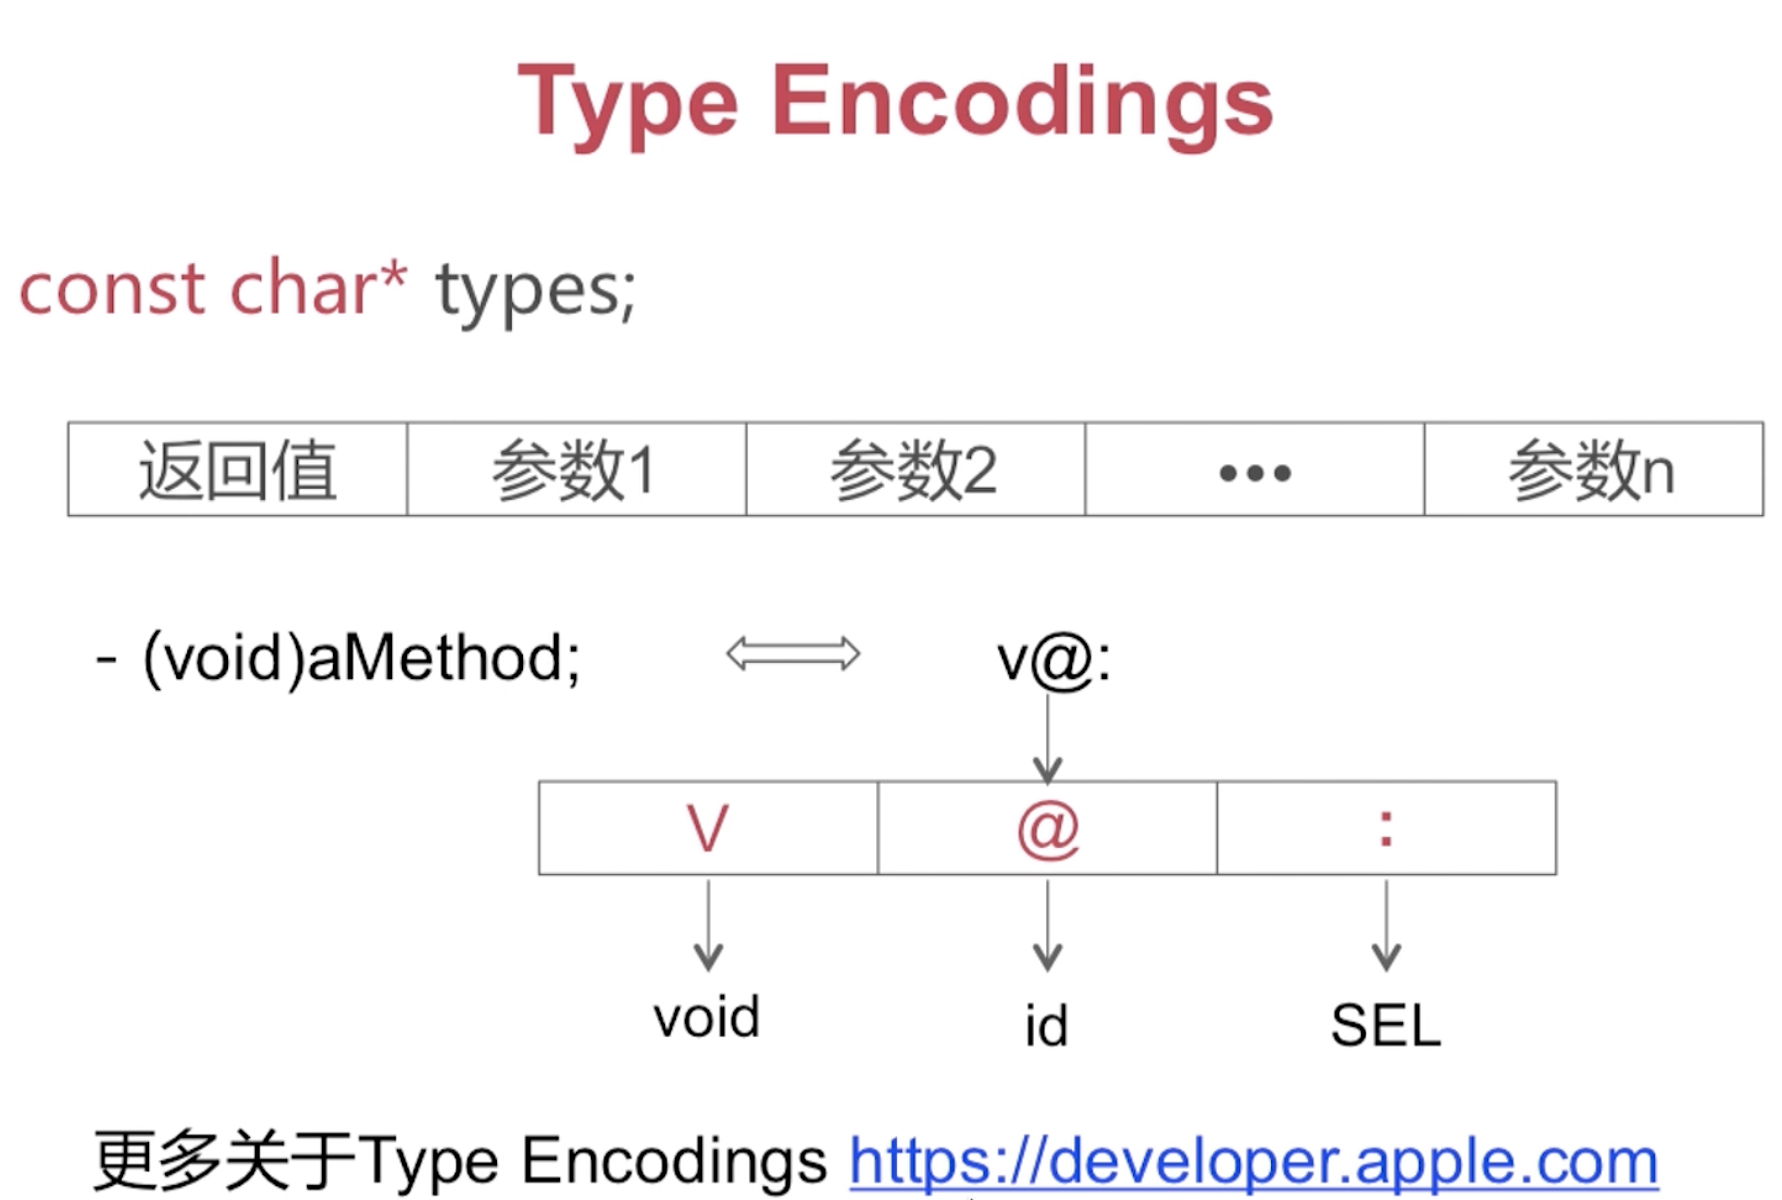 Type Encodings
const char* types;
返回值 参数1 参数2 ••• 参数n
- (void)aMethod; v@:
V @ :
void id SEL
更多关于Type Encodings https://developer.apple.com